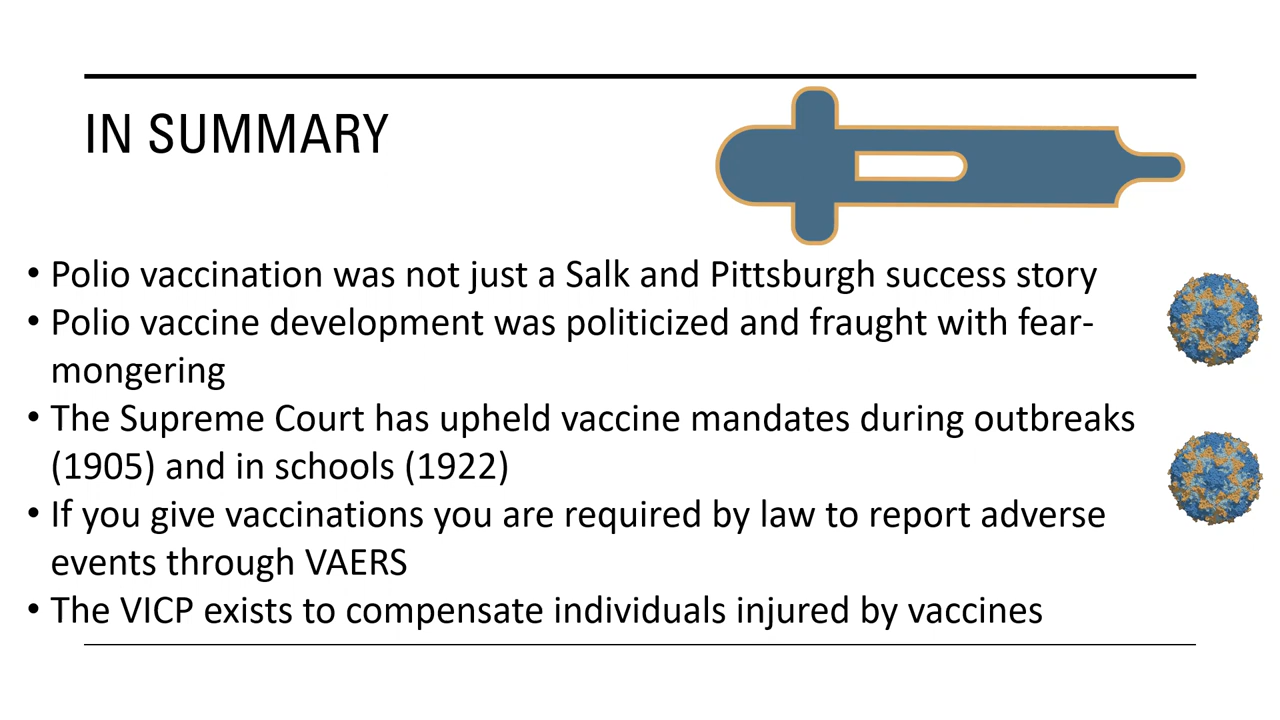 IN SUMMARY
• Polio vaccination was not just a Salk and Pittsburgh success story
• Polio vaccine development was politicized and fraught with fear-
mongering
• The Supreme Court has upheld vaccine mandates during outbreaks
(1905) and in schools (1922)
• If you give vaccinations you are required by law to report adverse
events through VAERS
• The VICP exists to compensate individuals injured by vaccines